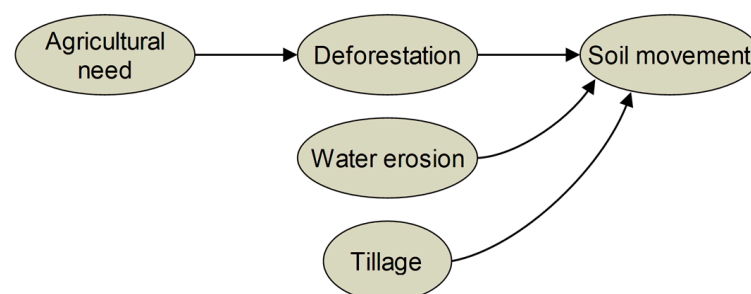 Agricultural
need
Deforestation
Soil movement
Water erosion
Tillage